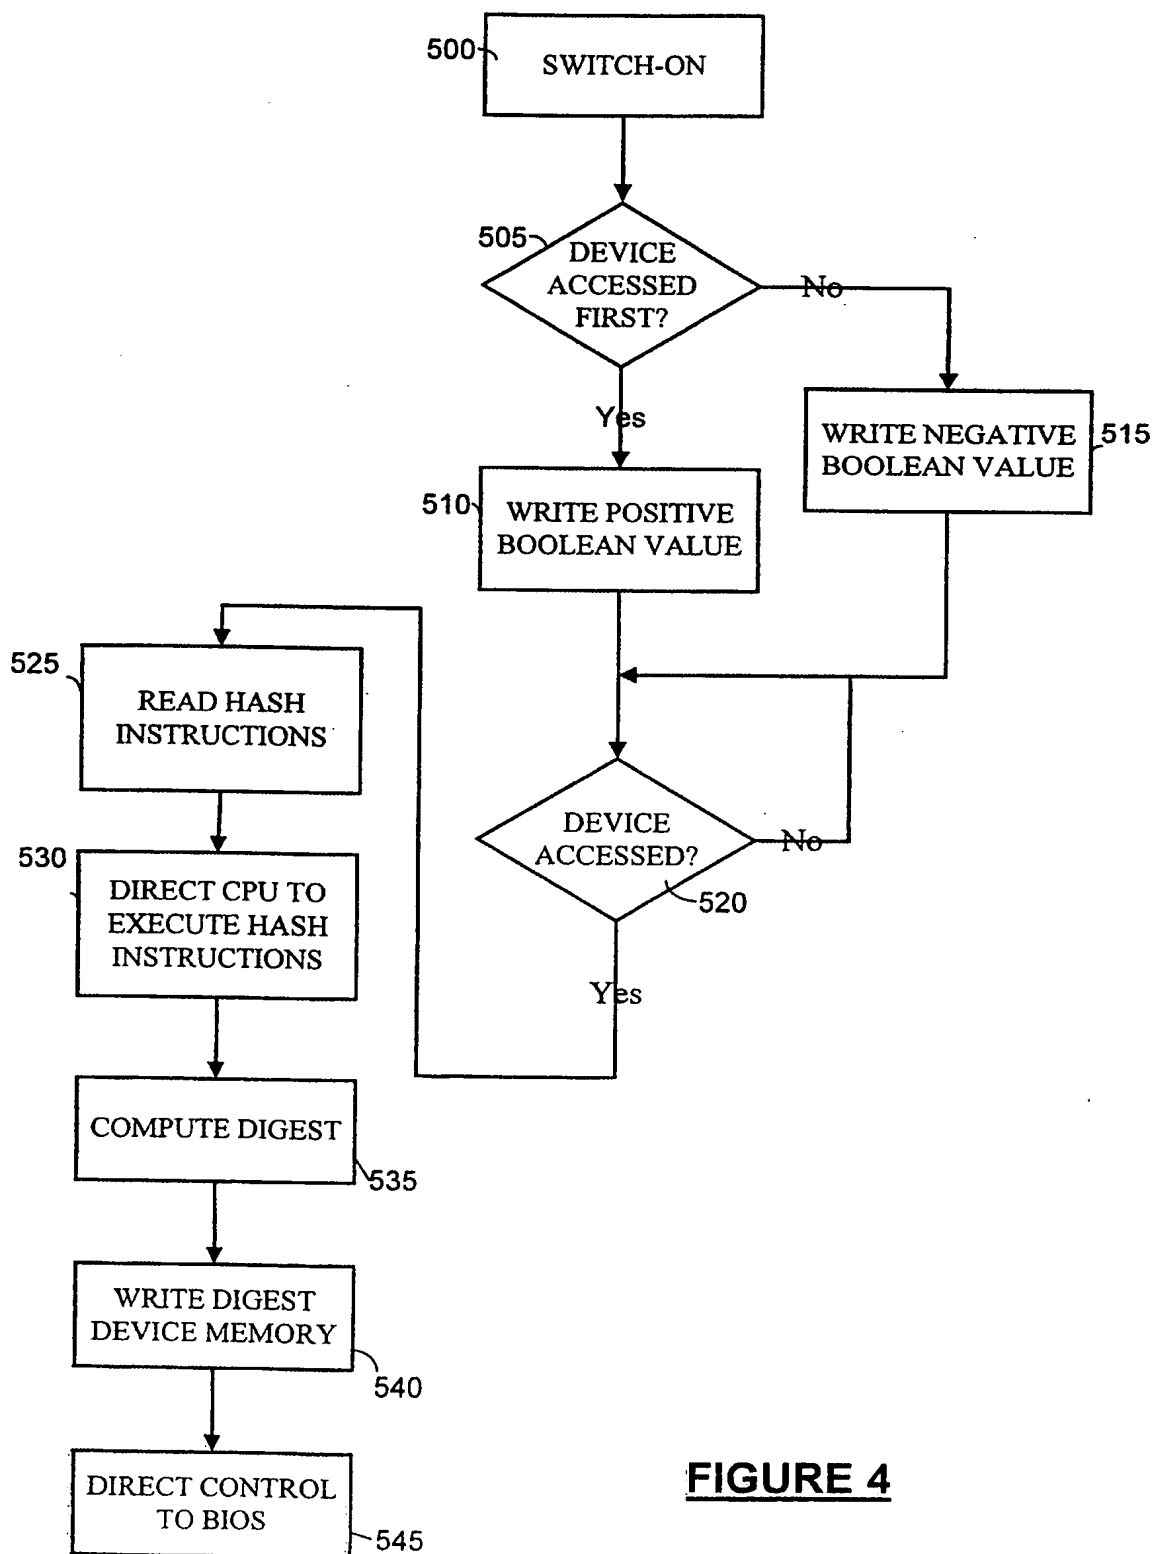 500
SWITCH-ON
505
DEVICE
ACCESSED
FIRST?
No
Yes
WRITE NEGATIVE
BOOLEAN VALUE
515
510
WRITE POSITIVE
BOOLEAN VALUE
525
READ HASH
INSTRUCTIONS
DEVICE
ACCESSED?
No
520
Yes
530
DIRECT CPU TO
EXECUTE HASH
INSTRUCTIONS
COMPUTE DIGEST
535
WRITE DIGEST
DEVICE MEMORY
540
DIRECT CONTROL
TO BIOS
545
FIGURE 4